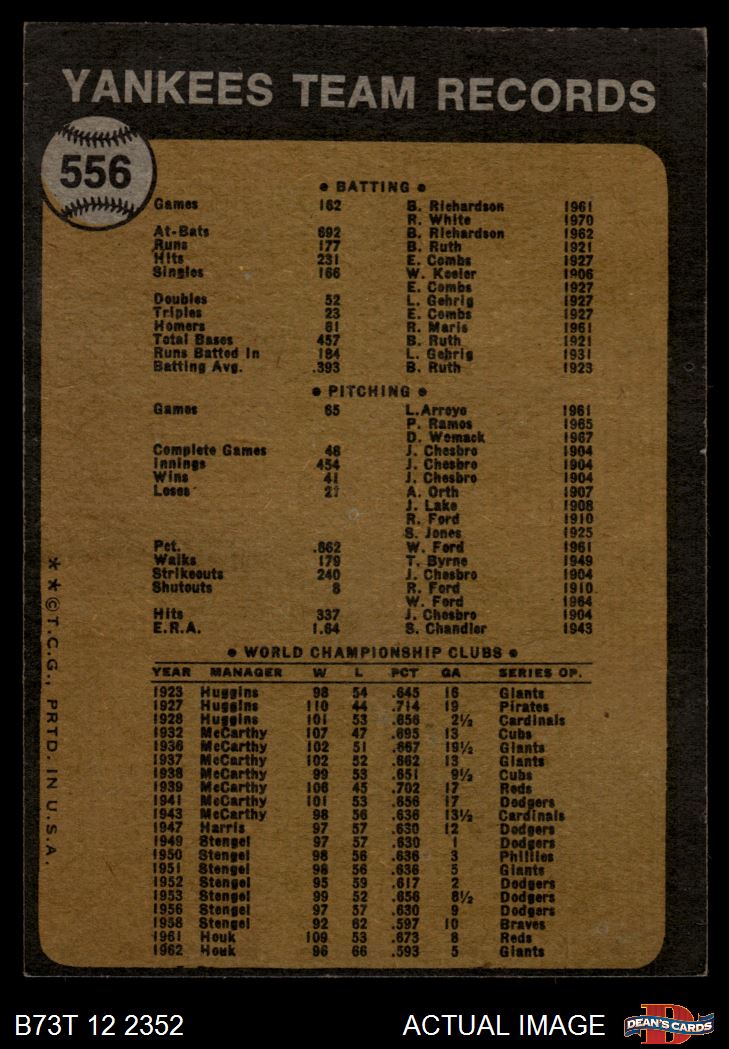 YANKEES TEAM RECORDS
556
• BATTING •
Games 162 B. Richardson 1961
R. White 1970
At-Bats 692 B. Richardson 1962
Runs 177 B. Ruth 1921
Hits 231 E. Combs 1927
Singles 166 W. Keeler 1906
E. Combs 1927
Doubles 52 L. Gehrig 1927
Triples 23 E. Combs 1927
Homers 61 R. Maris 1961
Total Bases 457 B. Ruth 1921
Runs Batted In 184 L. Gehrig 1931
Batting Avg. .393 B. Ruth 1923
• PITCHING •
Games 65 L.Arroyo 1961
P. Ramos 1965
D. Womack 1967
Complete Games 48 J. Chesbro 1904
Innings 454 J. Chesbro 1904
Wins 41 J. Chesbro 1904
Loses 21 A. Orth 1907
J. Lake 1908
R. Ford 1910
S. Jones 1925
Pct. .862 W. Ford 1961
Walks 179 T. Byrne 1949
Strikeouts 240 J. Chesbro 1904
Shutouts 8 R. Ford 1910
W. Ford 1964
Hits 337 J. Chesbro 1904
E.R.A. 1.64 S. Chandler 1943
• WORLD CHAMPIONSHIP CLUBS •
YEAR MANAGER W L PCT GA SERIES OP.
1923 Huggins 98 54 .645 16 Giants
1927 Huggins 110 44 .714 19 Pirates
1928 Huggins 101 53 .656 2½ Cardinals
1932 McCarthy 107 47 .695 13 Cubs
1936 McCarthy 102 51 .667 19½ Giants
1937 McCarthy 102 52 .662 13 Giants
1938 McCarthy 99 53 .651 9½ Cubs
1939 McCarthy 106 45 .702 17 Reds
1941 McCarthy 101 53 .656 17 Dodgers
1943 McCarthy 98 56 .636 13½ Cardinals
1947 Harris 97 57 .630 12 Dodgers
1949 Stengel 97 57 .630 1 Dodgers
1950 Stengel 98 56 .636 3 Phillies
1951 Stengel 98 56 .636 5 Giants
1952 Stengel 95 59 .617 2 Dodgers
1953 Stengel 99 52 .656 8½ Dodgers
1956 Stengel 97 57 .630 9 Dodgers
1958 Stengel 92 62 .597 10 Braves
1961 Houk 109 53 .673 8 Reds
1962 Houk 96 66 .593 5 Giants
* * © T.C.G., PRTD. IN U.S.A.
B73T 12 2352 ACTUAL IMAGE
DEAN'S CARDS